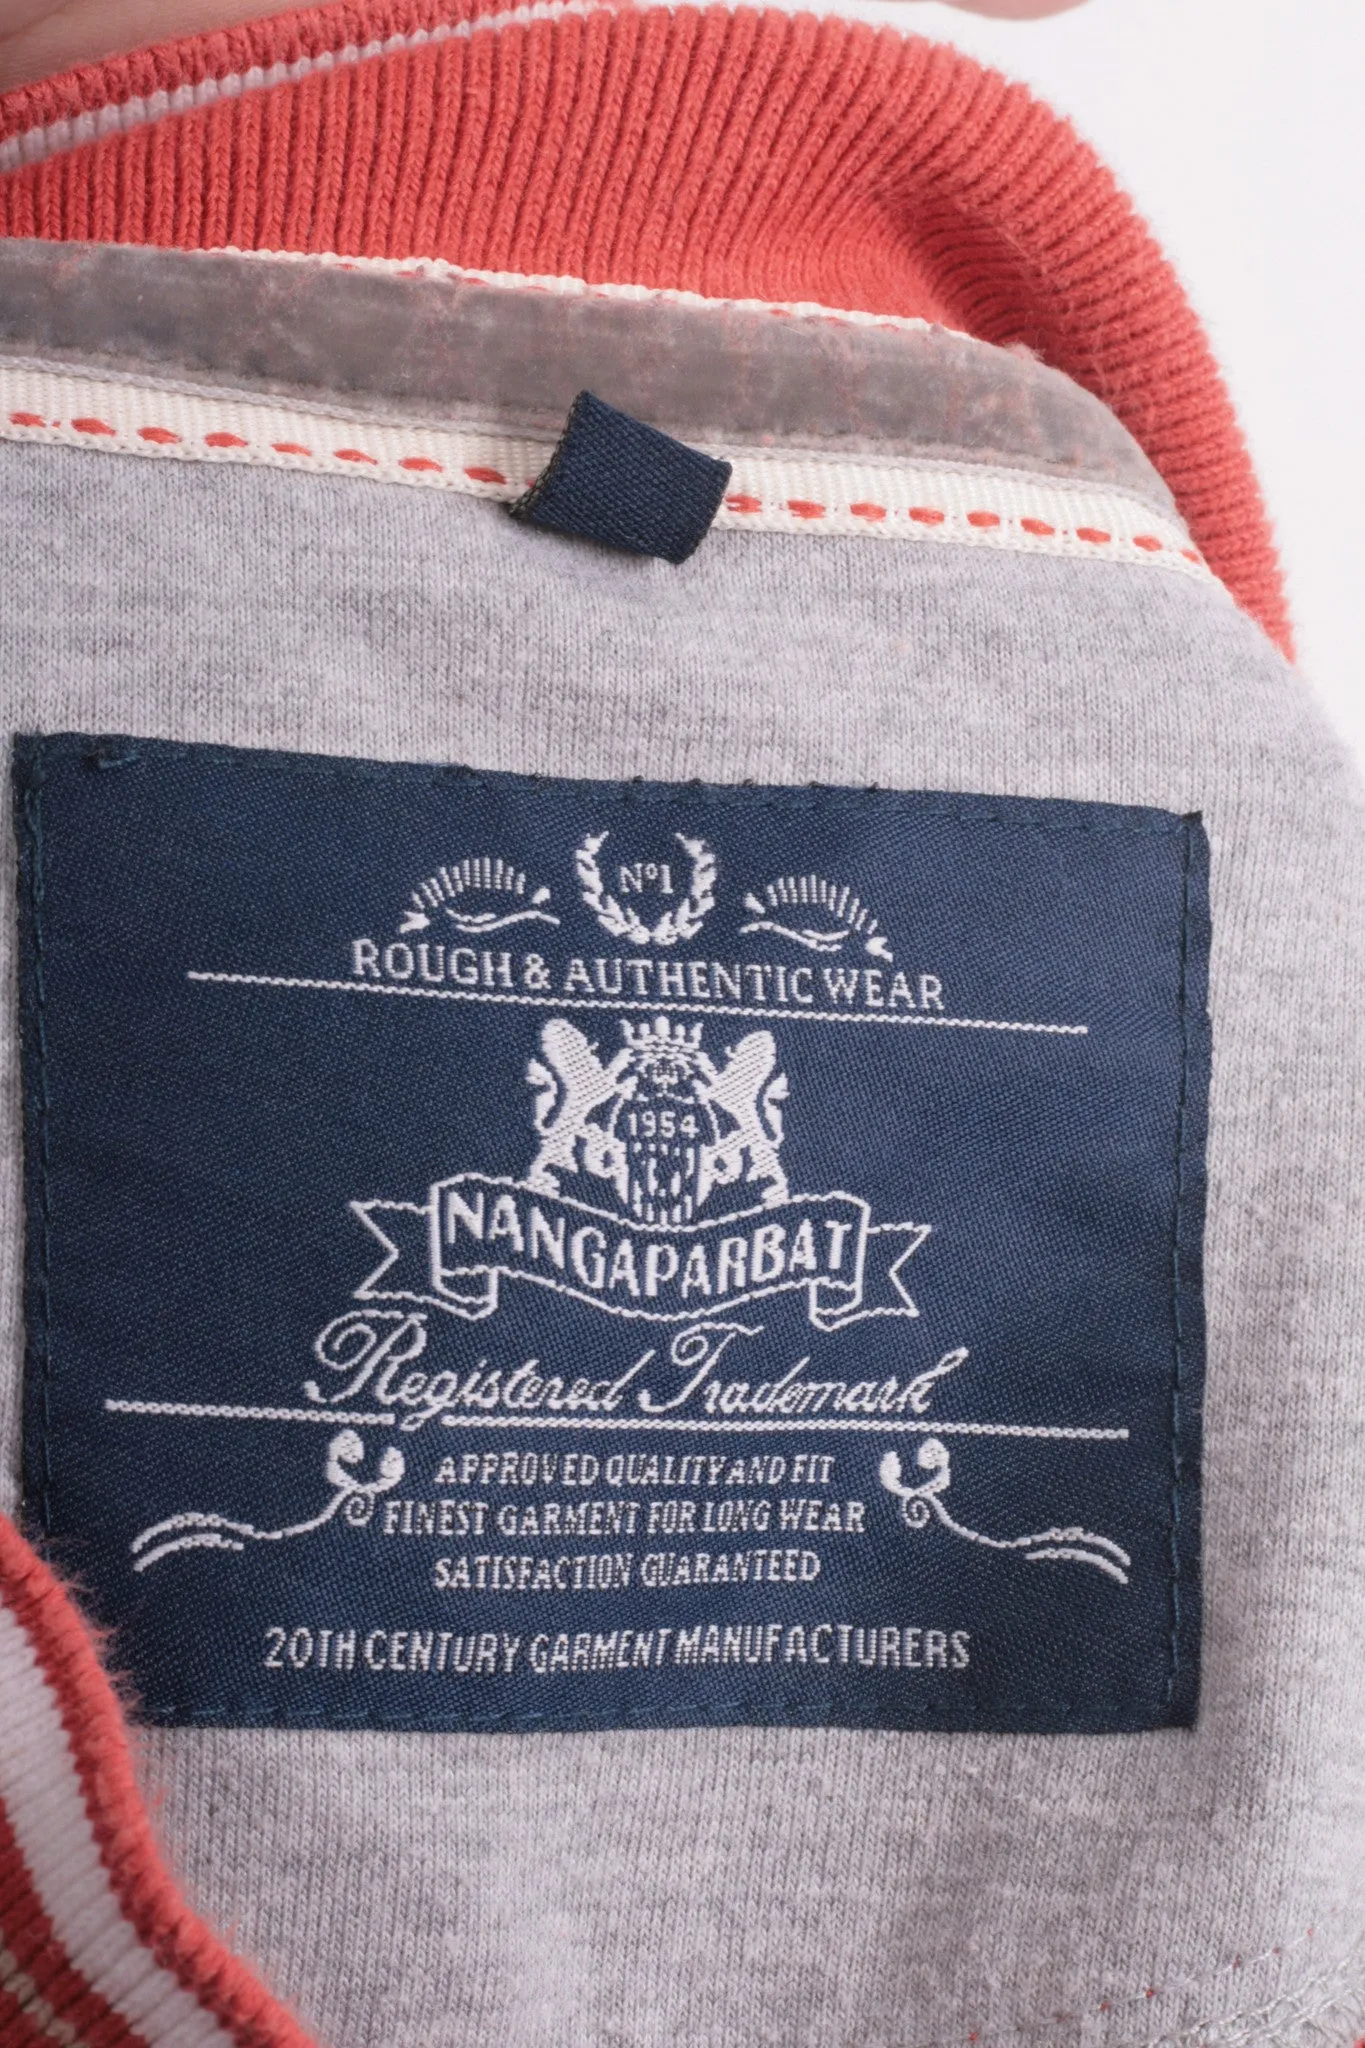 Nº1
ROUGH & AUTHENTIC WEAR
1954
NANGAPARBAT
Registered Trademark
APPROVED QUALITY AND FIT
FINEST GARMENT FOR LONG WEAR
SATISFACTION GUARANTEED
20TH CENTURY GARMENT MANUFACTURERS